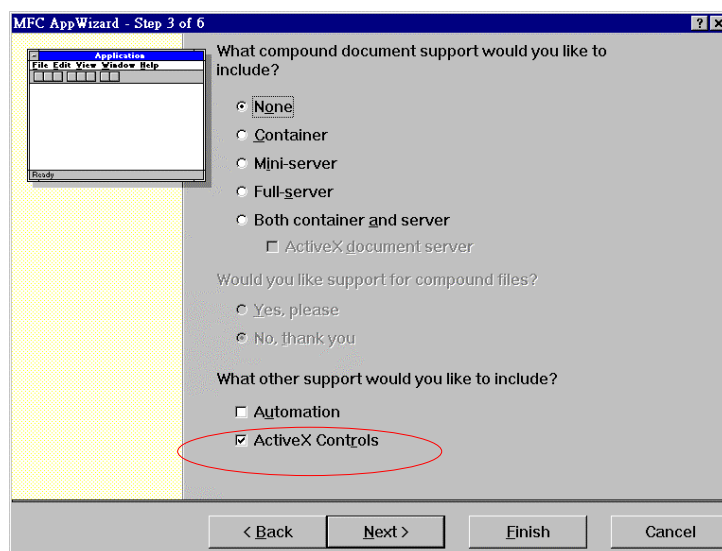 MFC AppWizard - Step 3 of 6
Application
File Edit View Window Help
Ready
What compound document support would you like to
include?
None
Container
Mini-server
Full-server
Both container and server
ActiveX document server
Would you like support for compound files?
Yes, please
No, thank you
What other support would you like to include?
Automation
ActiveX Controls
< Back
Next >
Finish
Cancel